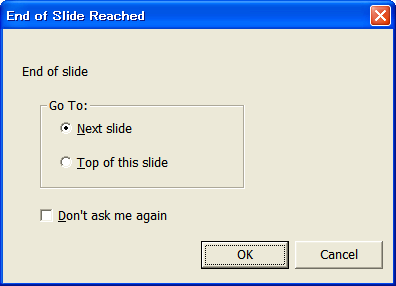 End of Slide Reached
End of slide
Go To:
Next slide
Top of this slide
Don't ask me again
OK Cancel